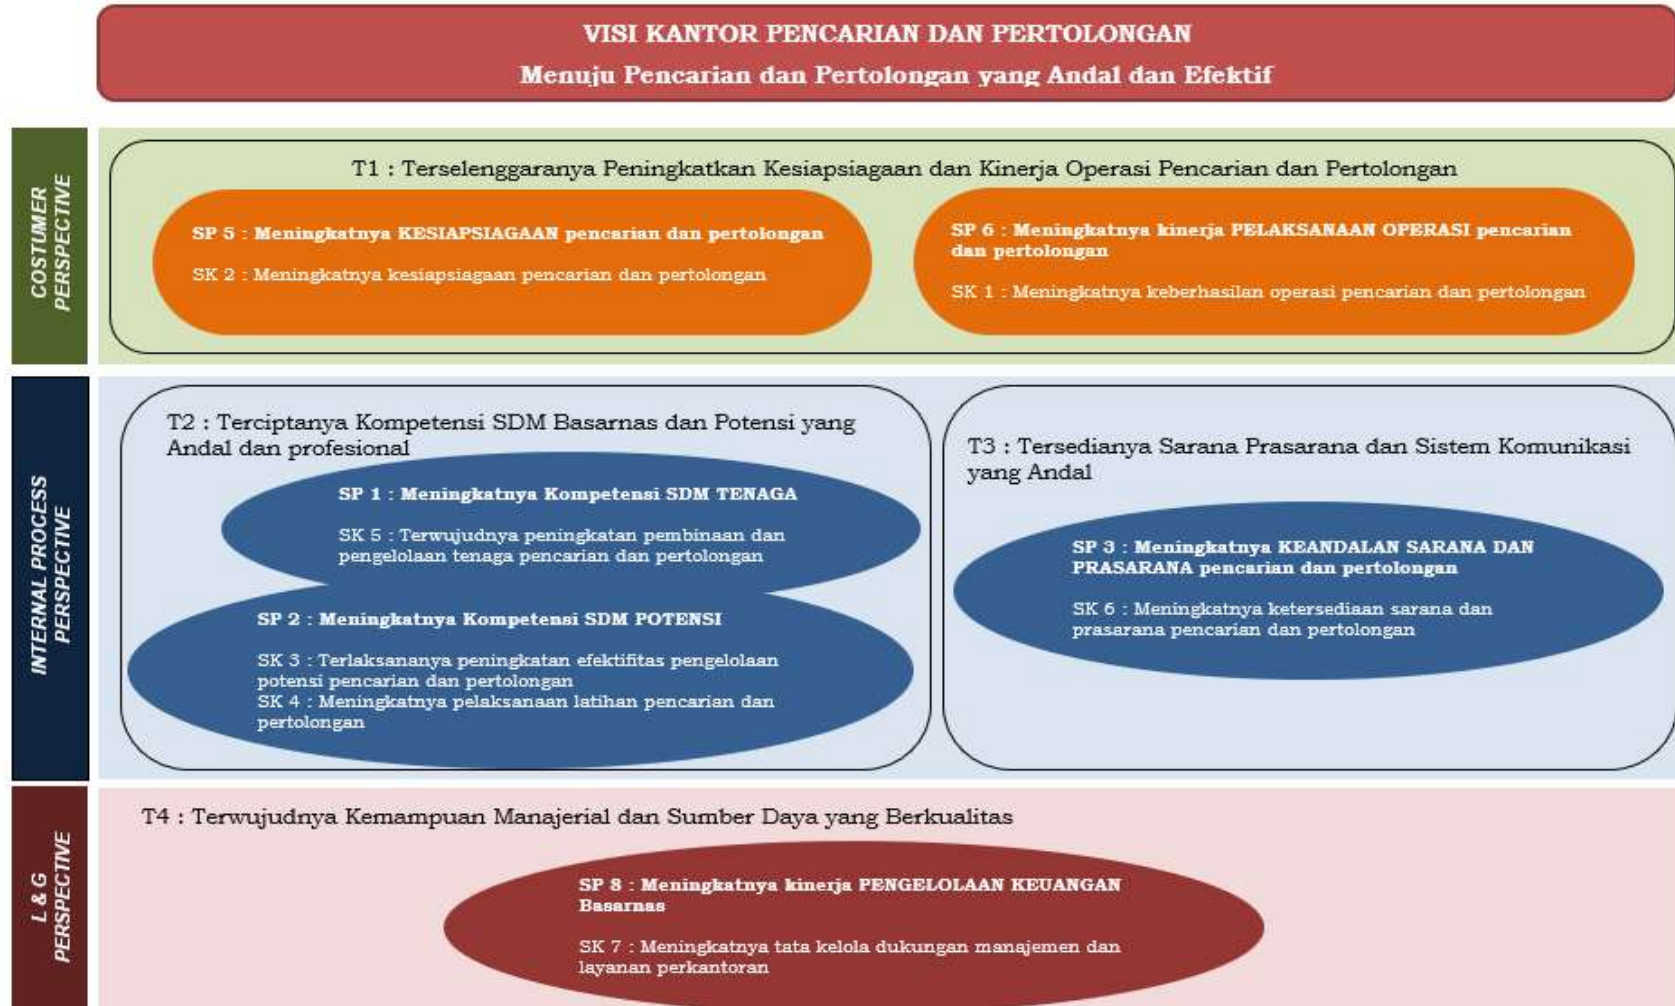 VISI KANTOR PENCARIAN DAN PERTOLONGAN
Menuju Pencarian dan Pertolongan yang Andal dan Efektif
COSTUMER
PERSPECTIVE
T1 : Terselenggaranya Peningkatkan Kesiapsiagaan dan Kinerja Operasi Pencarian dan Pertolongan
SP 5 : Meningkatnya KESIAPSIAGAAN pencarian dan pertolongan
SK 2 : Meningkatnya kesiapsiagaan pencarian dan pertolongan
SP 6 : Meningkatnya kinerja PELAKSANAAN OPERASI pencarian
dan pertolongan
SK 1 : Meningkatnya keberhasilan operasi pencarian dan pertolongan
INTERNAL PROCESS
PERSPECTIVE
T2 : Terciptanya Kompetensi SDM Basarnas dan Potensi yang
Andal dan profesional
SP 1 : Meningkatnya Kompetensi SDM TENAGA
SK 5 : Terwujudnya peningkatan pembinaan dan
pengelolaan tenaga pencarian dan pertolongan
SP 2 : Meningkatnya Kompetensi SDM POTENSI
SK 3 : Terlaksananya peningkatan efektifitas pengelolaan
potensi pencarian dan pertolongan
SK 4 : Meningkatnya pelaksanaan latihan pencarian dan
pertolongan
T3 : Tersedianya Sarana Prasarana dan Sistem Komunikasi
yang Andal
SP 3 : Meningkatnya KEANDALAN SARANA DAN
PRASARANA pencarian dan pertolongan
SK 6 : Meningkatnya ketersediaan sarana dan
prasarana pencarian dan pertolongan
L & G
PERSPECTIVE
T4 : Terwujudnya Kemampuan Manajerial dan Sumber Daya yang Berkualitas
SP 8 : Meningkatnya kinerja PENGELOLAAN KEUANGAN
Basarnas
SK 7 : Meningkatnya tata kelola dukungan manajemen dan
layanan perkantoran